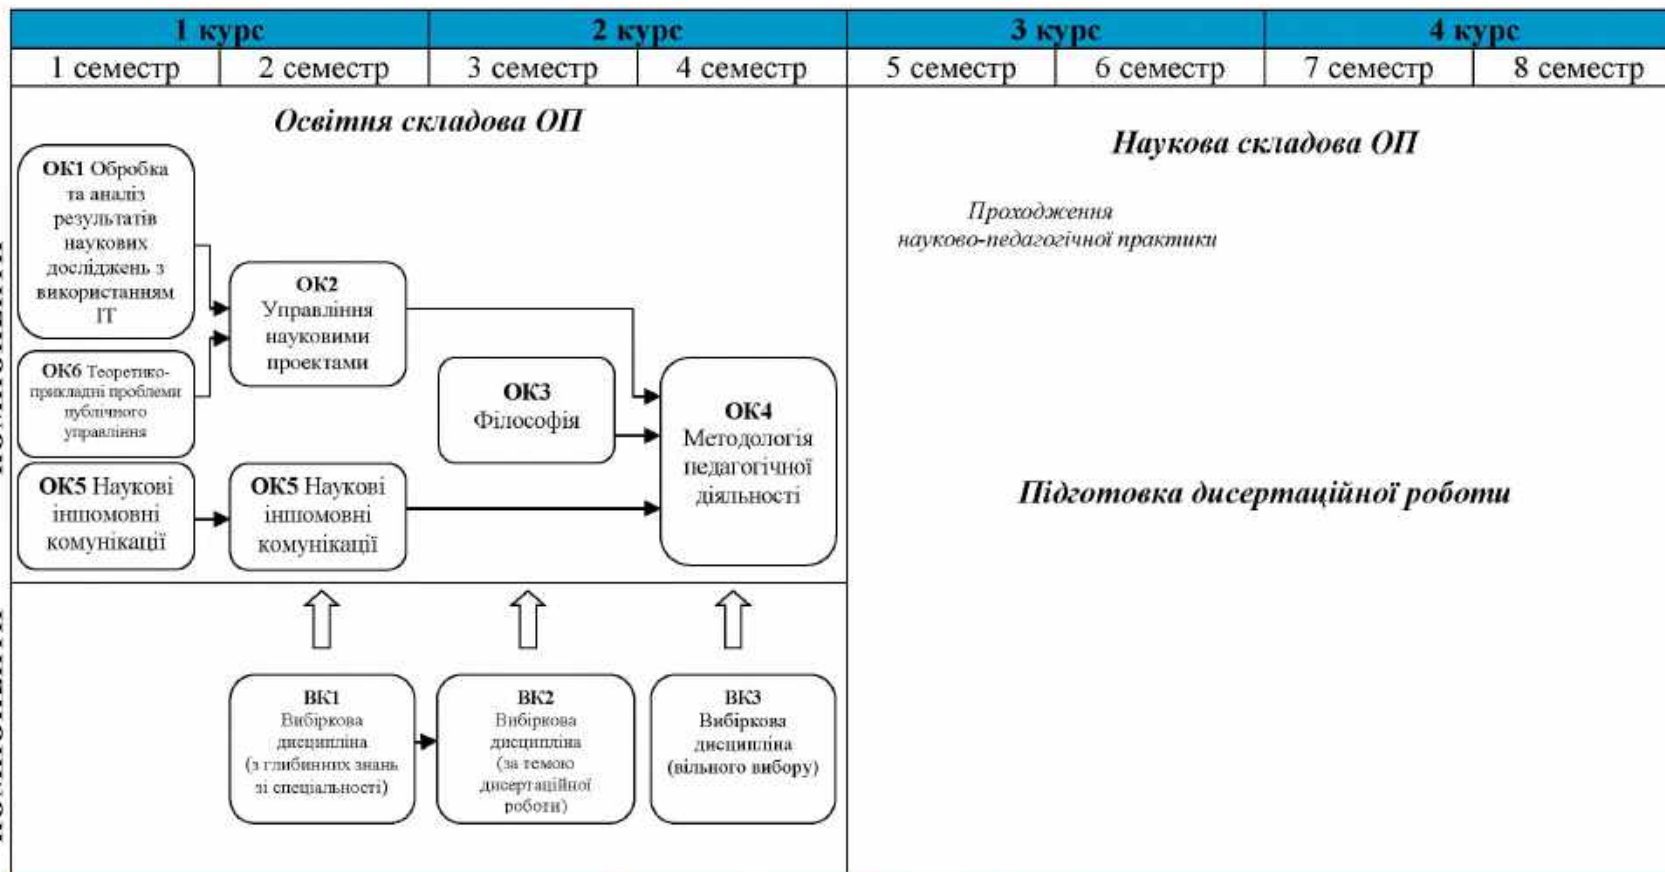 1 курс 2 курс 3 курс 4 курс
1 семестр 2 семестр 3 семестр 4 семестр 5 семестр 6 семестр 7 семестр 8 семестр
Освітня складова ОП
Наукова складова ОП
ОК1 Обробка
та аналіз
результатів
наукових
досліджень з
використанням
ІТ
Проходження
науково-педагогічної практики
ОК2
Управління
науковими
проектами
ОК6 Теоретико-
прикладні проблеми
публічного
управління
ОК3
Філософія
ОК4
Методологія
педагогічної
діяльності
ОК5 Наукові
іншомовні
комунікації
ОК5 Наукові
іншомовні
комунікації
Підготовка дисертаційної роботи
ВК1
Вибіркова
дисципліна
(з глибинних знань
зі спеціальності)
ВК2
Вибіркова
дисципліна
(за темою
дисертаційної
роботи)
ВК3
Вибіркова
дисципліна
(вільного вибору)